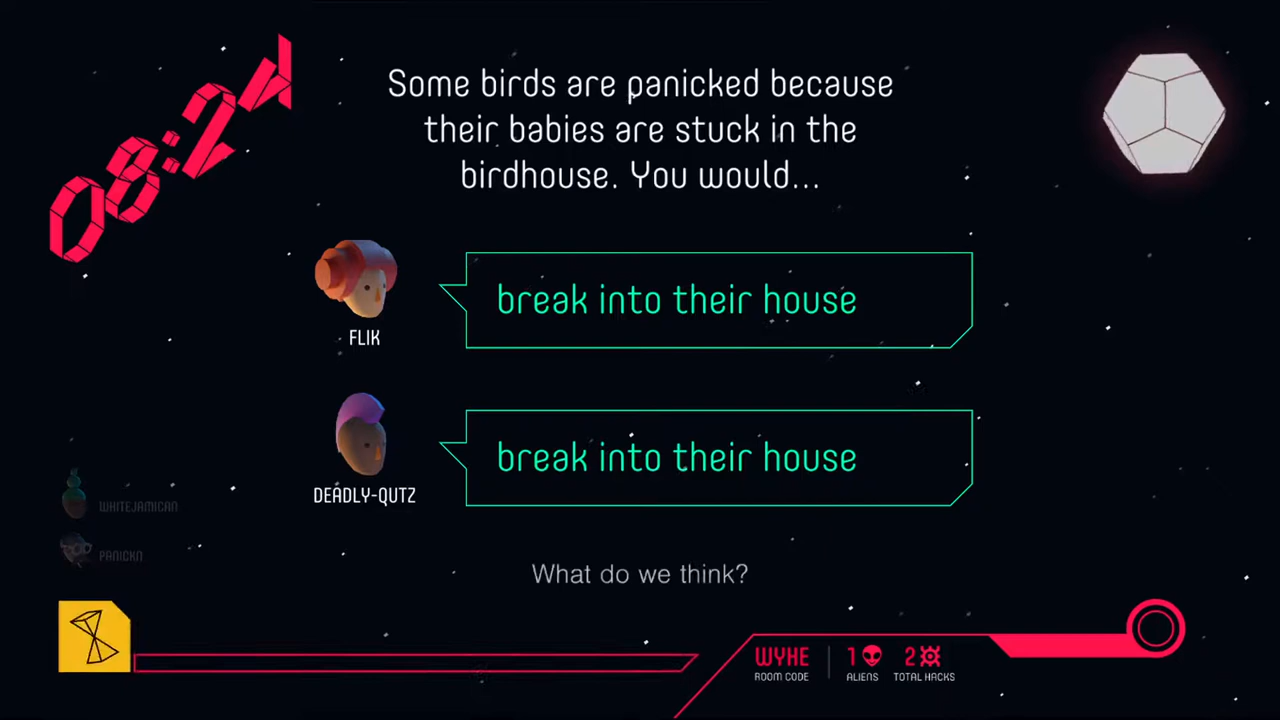 08:24
Some birds are panicked because
their babies are stuck in the
birdhouse. You would...
break into their house
FLIK
break into their house
DEADLY-QUTZ
WHITEJAMICAN
PANICKN
What do we think?
WYHE
ROOM CODE
1
ALIENS
2
TOTAL HACKS